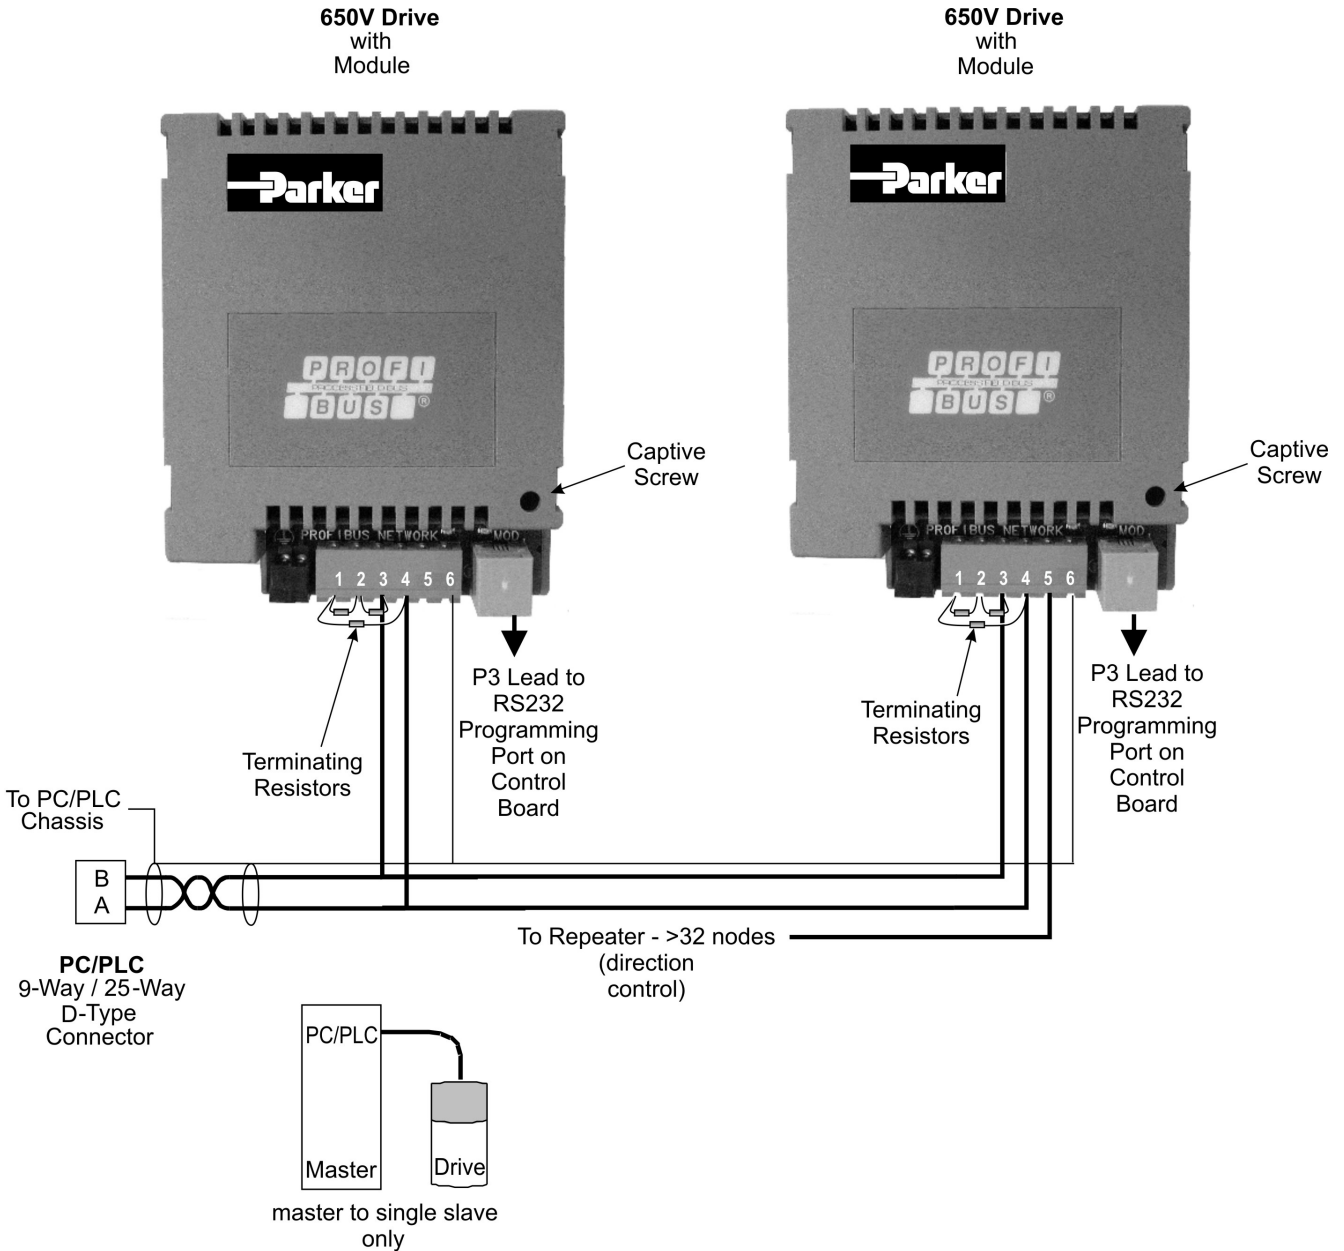 650V Drive
with
Module
650V Drive
with
Module
Parker
Parker
PROFI
BUS ®
PROFI
BUS ®
Captive
Screw
Captive
Screw
PROFIBUS NETWORK
MOD
PROFIBUS NETWORK
MOD
1 2 3 4 5 6
1 2 3 4 5 6
P3 Lead to
RS232
Programming
Port on
Control
Board
P3 Lead to
RS232
Programming
Port on
Control
Board
Terminating
Resistors
Terminating
Resistors
To PC/PLC
Chassis
B
A
To Repeater - >32 nodes
(direction
control)
PC/PLC
9-Way / 25-Way
D-Type
Connector
PC/PLC
Master
Drive
master to single slave
only